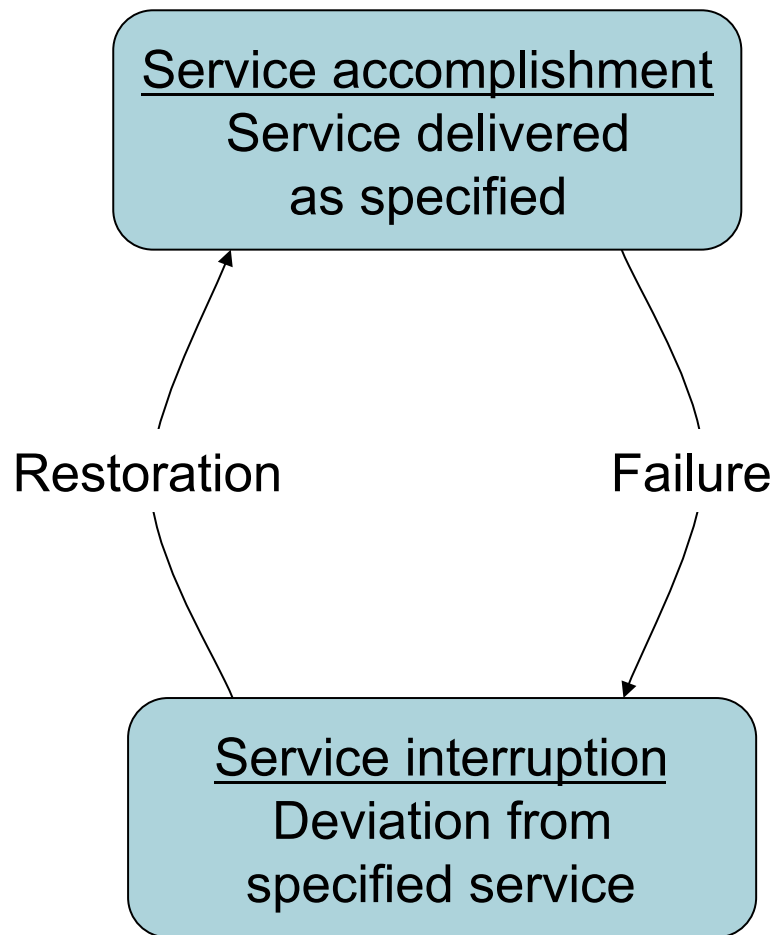 Service accomplishment
Service delivered
as specified
Restoration
Failure
Service interruption
Deviation from
specified service